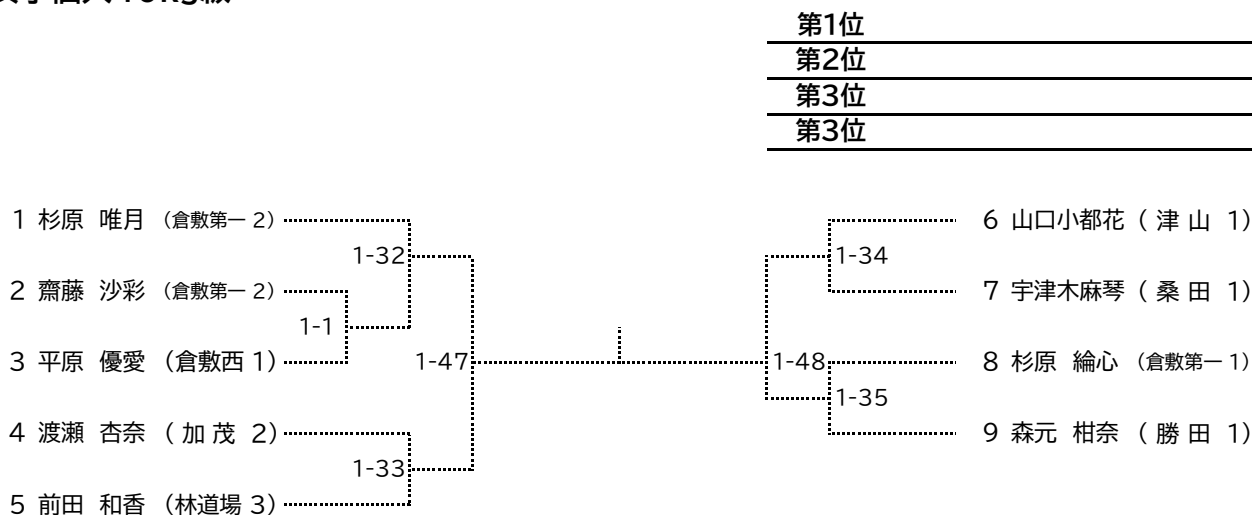 第1位
第2位
第3位
第3位
1 杉原 唯月 (倉敷第一 2)
6 山口小都花 ( 津 山 1)
1-32
1-34
2 齋藤 沙彩 (倉敷第一 2)
7 宇津木麻琴 ( 桑 田 1)
1-1
3 平原 優愛 (倉敷西 1)
1-47
1-48
8 杉原 綸心 (倉敷第一 1)
1-35
4 渡瀬 杏奈 ( 加 茂 2)
9 森元 柑奈 ( 勝 田 1)
1-33
5 前田 和香 (林道場 3)